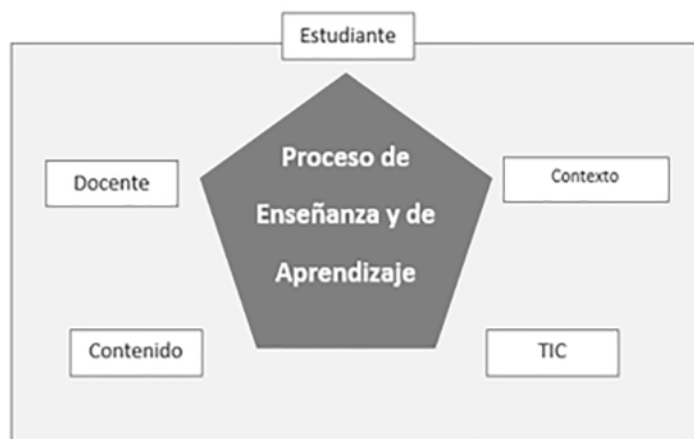 Estudiante
Proceso de
Enseñanza y de
Aprendizaje
Docente
Contexto
Contenido
TIC